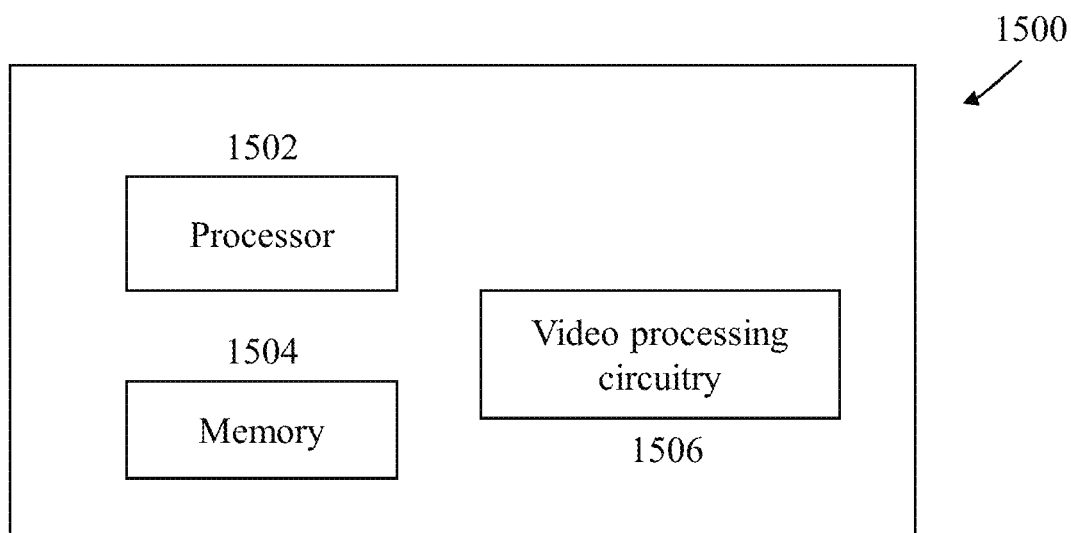 1500
1502
Processor
1504
Memory
Video processing
circuitry
1506